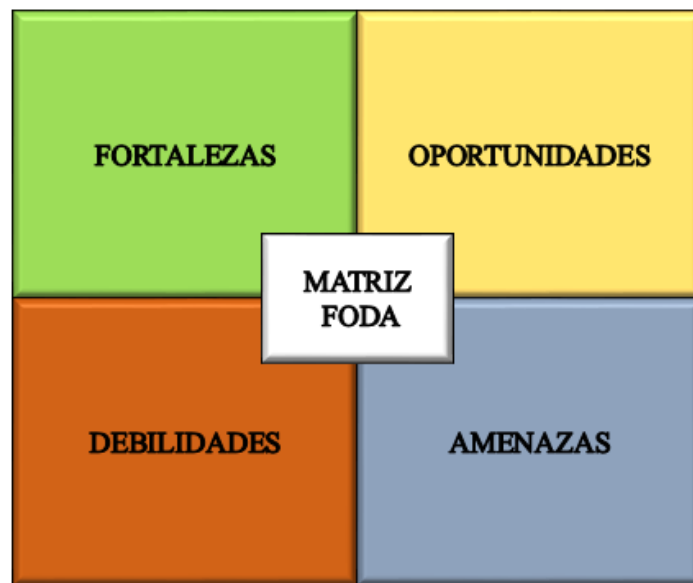 FORTALEZAS
OPORTUNIDADES
MATRIZ
FODA
DEBILIDADES
AMENAZAS